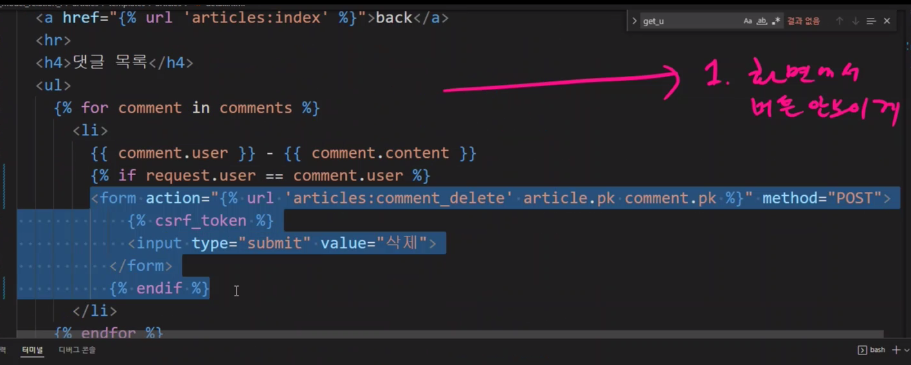 <a href="{% url 'articles:index' %}">back</a>
get_u
Aa
ab
.*
결과 없음
<hr>
<h4>댓글 목록</h4>
<ul>
1. 화면에서
버튼 안보이게
{% for comment in comments %}
<li>
{{ comment.user }} - {{ comment.content }}
{% if request.user == comment.user %}
<form action="{% url 'articles:comment_delete' article.pk comment.pk %}" method="POST">
{% csrf_token %}
<input type="submit" value="삭제">
</form>
{% endif %}
</li>
{% endfor %}
터미널 디버그 콘솔
bash